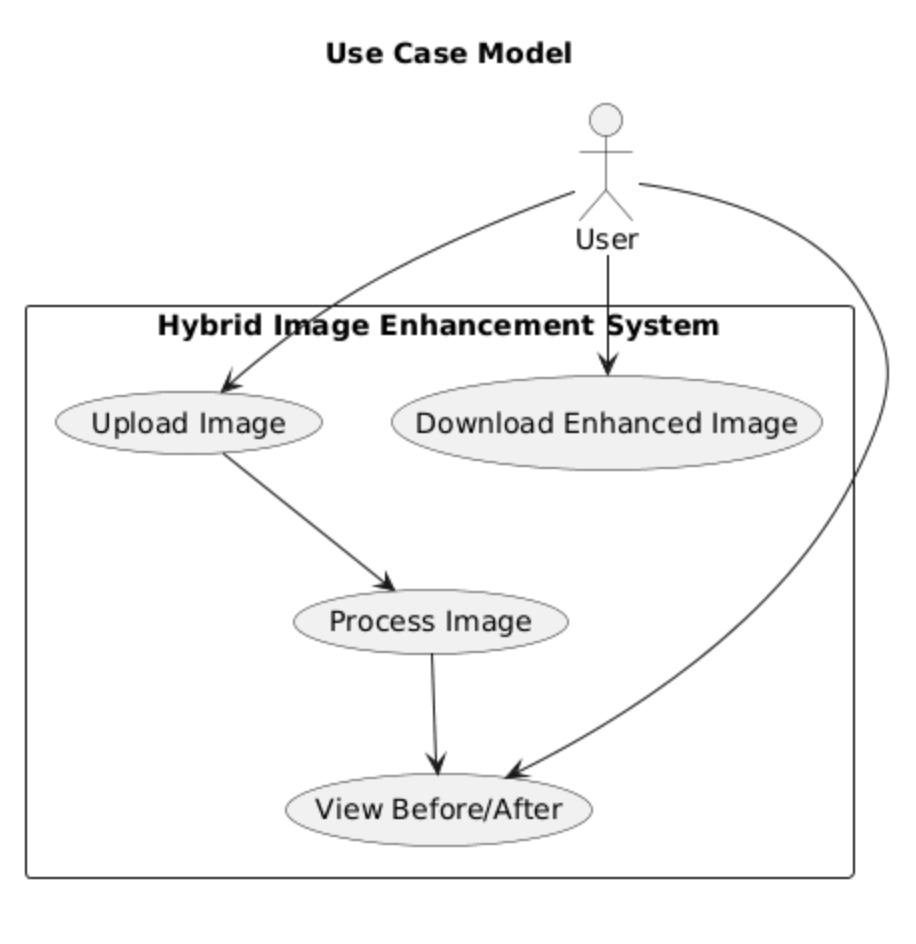 Use Case Model
User
Hybrid Image Enhancement System
Upload Image
Download Enhanced Image
Process Image
View Before/After